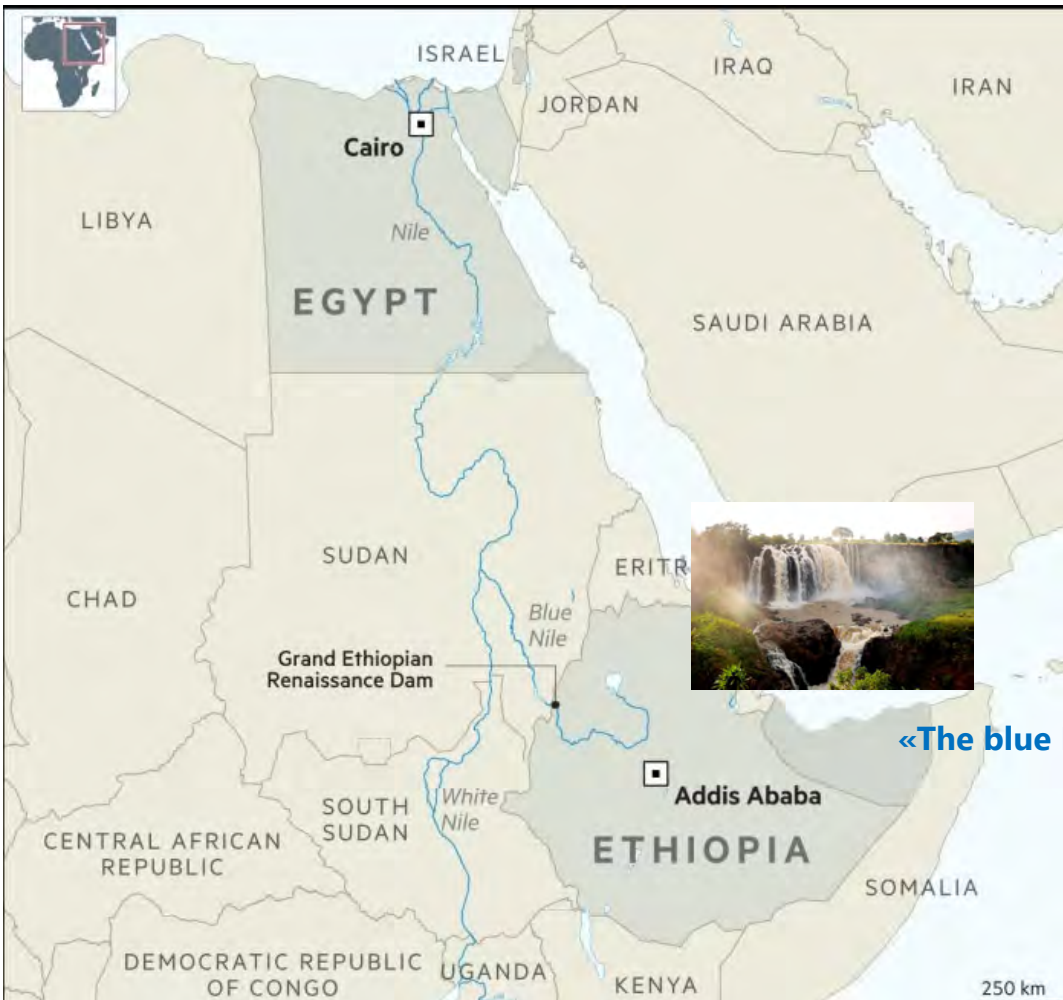 ISRAEL
IRAQ
IRAN
JORDAN
Cairo
LIBYA
Nile
EGYPT
SAUDI ARABIA
SUDAN
ERITR
CHAD
Blue
Nile
Grand Ethiopian
Renaissance Dam
«The blue
Addis Ababa
White
Nile
SOUTH
SUDAN
CENTRAL AFRICAN
REPUBLIC
ETHIOPIA
SOMALIA
DEMOCRATIC REPUBLIC
OF CONGO
UGANDA
KENYA
250 km